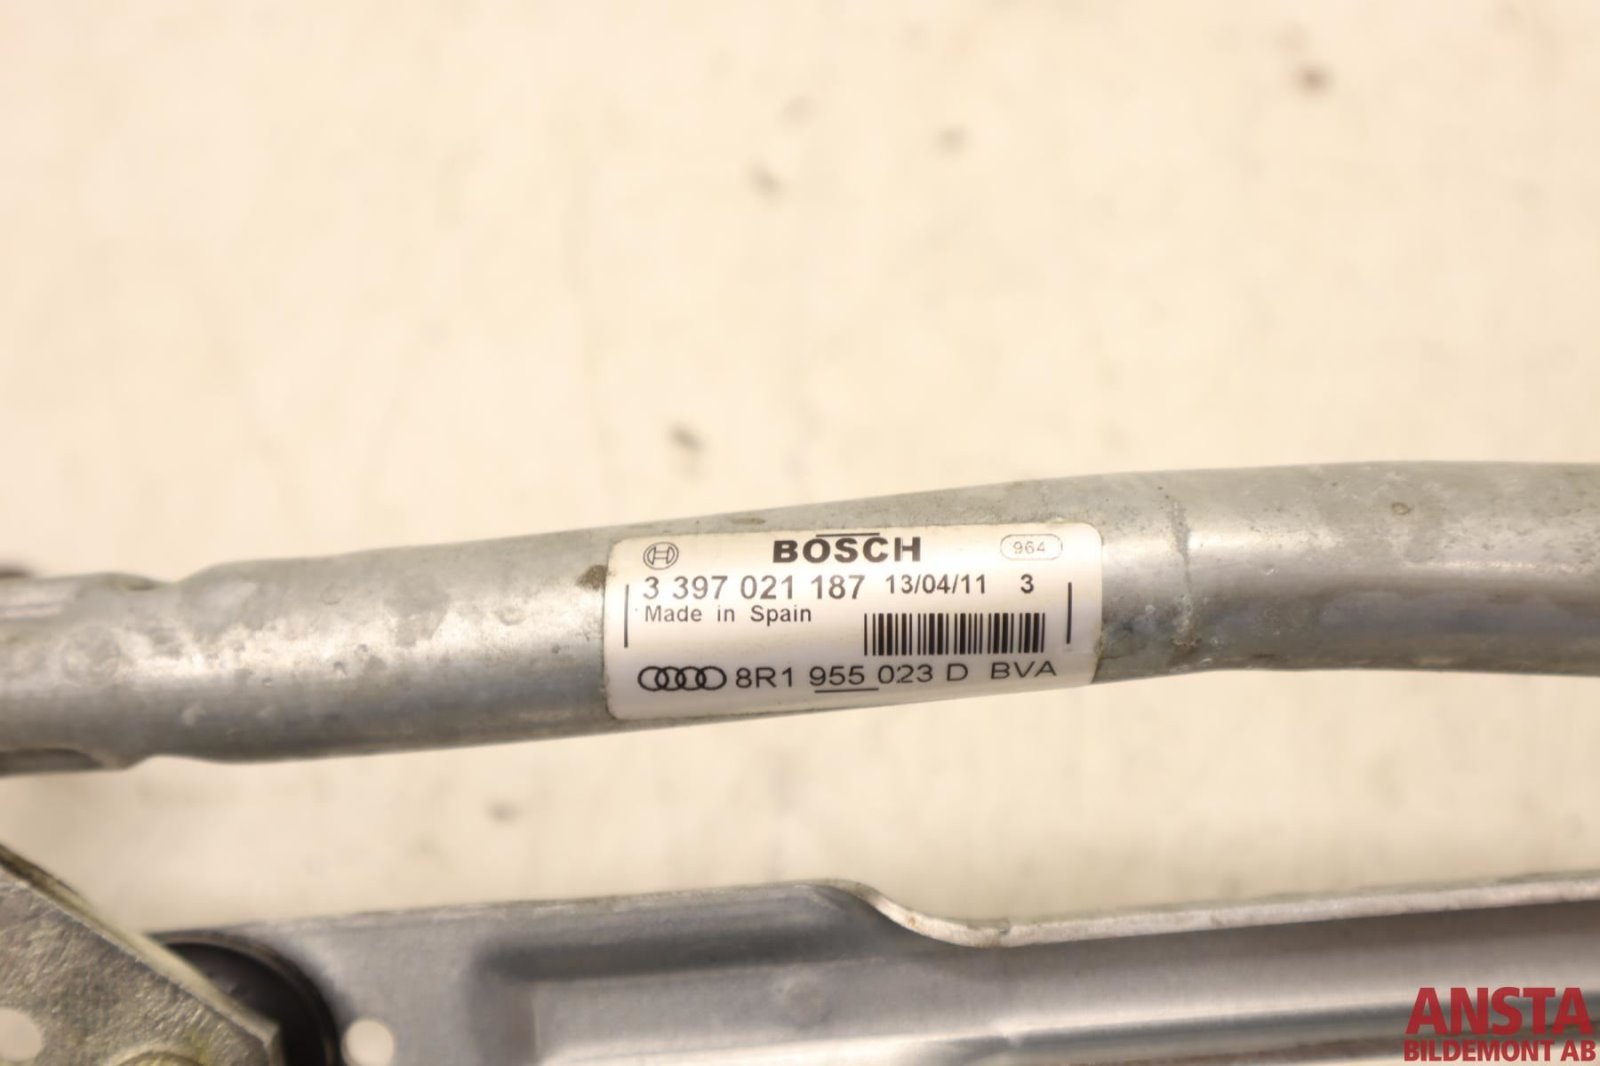 BOSCH 964
3 397 021 187 13/04/11 3
Made in Spain
8R1 955 023 D BVA
ANSTA
BILDEMONT AB